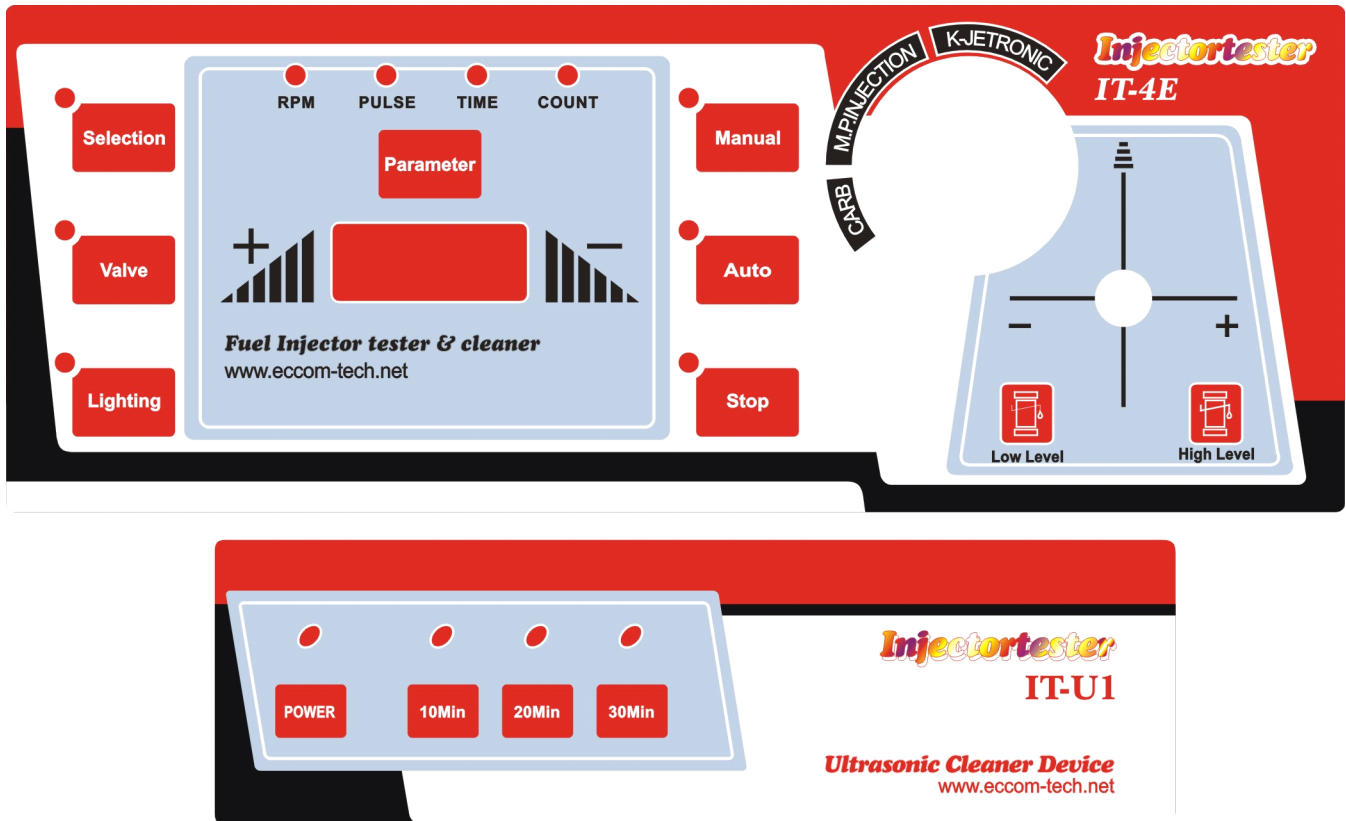 Injectortester
IT-4E
K-JETRONIC
M.P.INJECTION
CARB
RPM PULSE TIME COUNT
Selection
Parameter
Manual
Valve
+
−
Auto
Fuel Injector tester & cleaner
www.eccom-tech.net
Lighting
Stop
− +
Low Level High Level
Injectortester
IT-U1
POWER 10Min 20Min 30Min
Ultrasonic Cleaner Device
www.eccom-tech.net